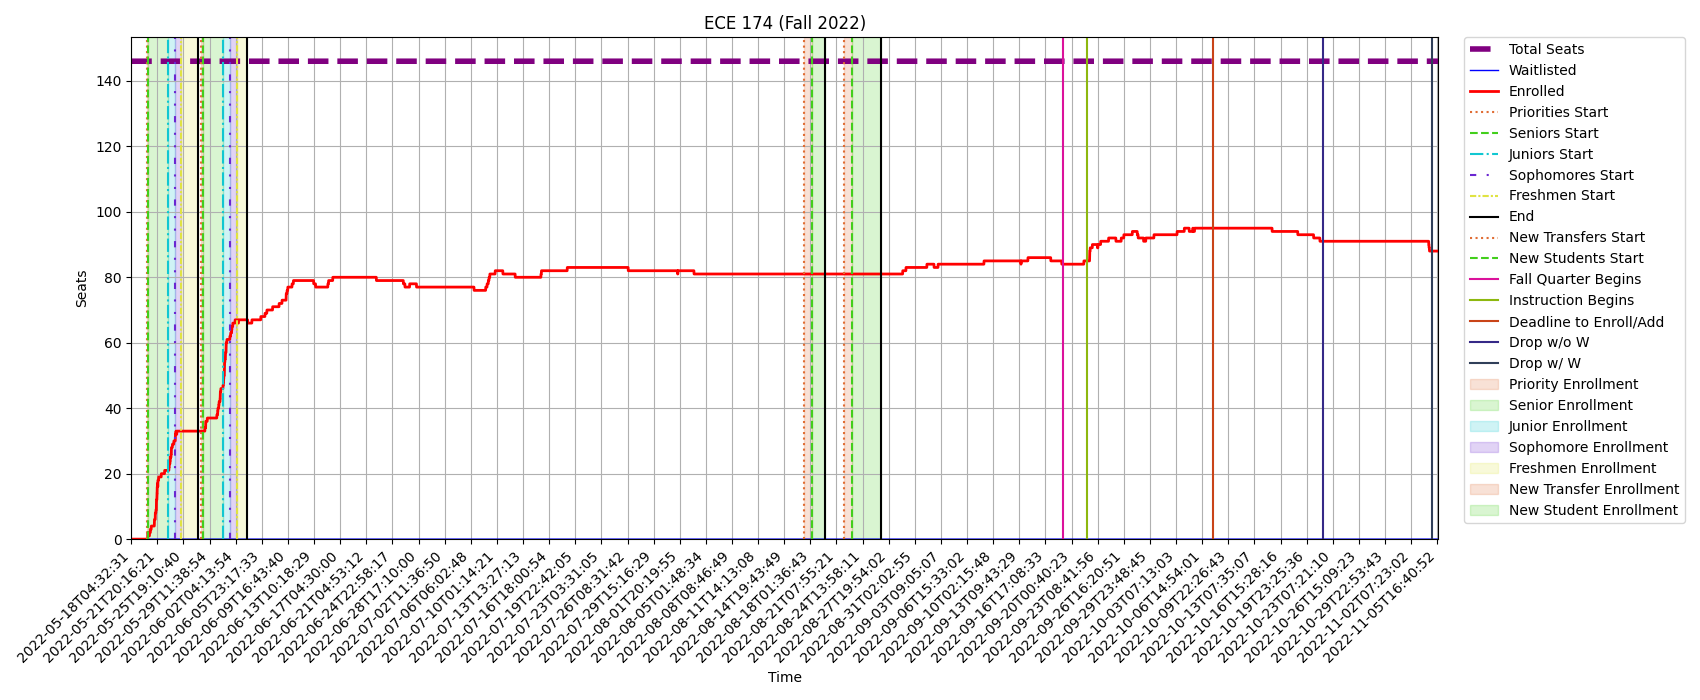 ECE 174 (Fall 2022)
Seats
140
120
100
80
60
40
20
0
2022-05-18T04:32:31
2022-05-21T20:16:21
2022-05-25T19:10:40
2022-05-29T11:38:54
2022-06-02T04:13:54
2022-06-05T23:17:33
2022-06-09T16:43:40
2022-06-13T10:18:29
2022-06-17T04:30:00
2022-06-21T04:53:12
2022-06-24T22:58:17
2022-06-28T17:10:00
2022-07-02T11:36:50
2022-07-06T06:02:48
2022-07-10T01:14:21
2022-07-13T13:27:13
2022-07-16T18:00:54
2022-07-19T22:42:05
2022-07-23T03:31:05
2022-07-26T08:31:42
2022-07-29T15:16:29
2022-08-01T20:19:55
2022-08-05T01:48:34
2022-08-08T08:46:49
2022-08-11T14:13:08
2022-08-14T19:43:49
2022-08-18T01:36:43
2022-08-21T07:55:21
2022-08-24T13:58:11
2022-08-27T19:54:02
2022-08-31T02:02:55
2022-09-03T09:05:07
2022-09-06T15:33:02
2022-09-10T02:15:48
2022-09-13T09:43:29
2022-09-16T17:08:33
2022-09-20T00:40:23
2022-09-23T08:41:56
2022-09-26T16:20:51
2022-09-29T23:48:45
2022-10-03T07:13:03
2022-10-06T14:54:01
2022-10-09T22:26:43
2022-10-13T07:35:07
2022-10-16T15:28:16
2022-10-19T23:25:36
2022-10-23T07:21:10
2022-10-26T15:09:23
2022-10-29T22:53:43
2022-11-02T07:23:02
2022-11-05T16:40:52
Time
Total Seats
Waitlisted
Enrolled
Priorities Start
Seniors Start
Juniors Start
Sophomores Start
Freshmen Start
End
New Transfers Start
New Students Start
Fall Quarter Begins
Instruction Begins
Deadline to Enroll/Add
Drop w/o W
Drop w/ W
Priority Enrollment
Senior Enrollment
Junior Enrollment
Sophomore Enrollment
Freshmen Enrollment
New Transfer Enrollment
New Student Enrollment